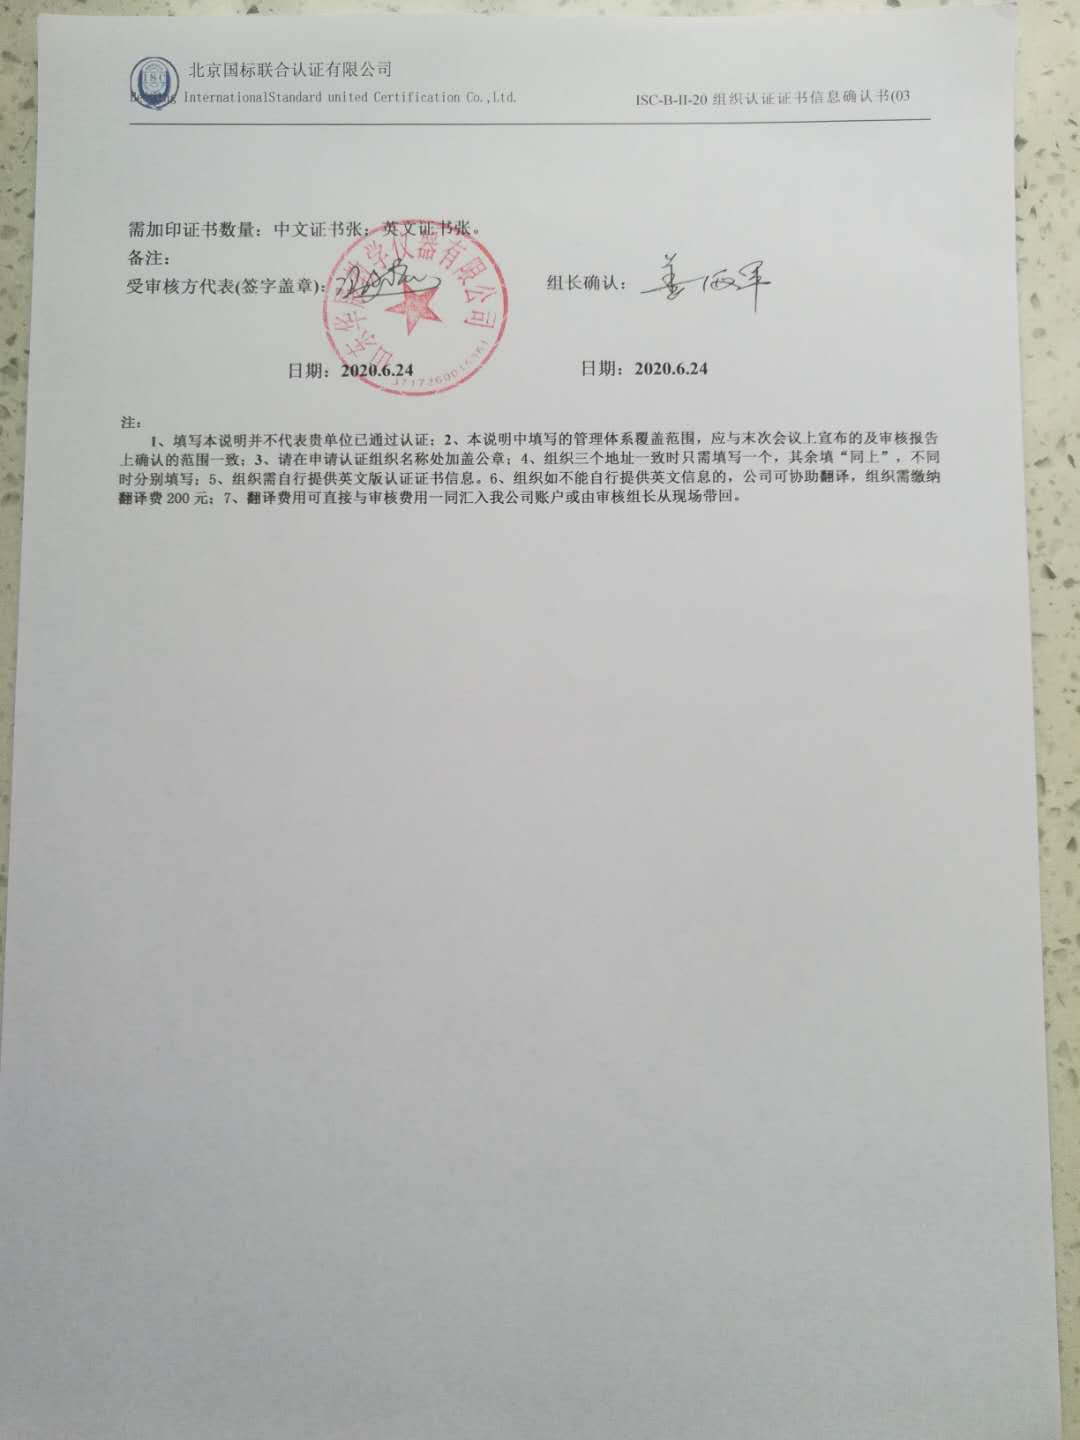 ISC
北京国标联合认证有限公司
Beijing InternationalStandard united Certification Co.,Ltd.
ISC-B-II-20 组织认证证书信息确认书(03
需加印证书数量：中文证书张；英文证书张。
备注：
受审核方代表(签字盖章)：
组长确认：
山东华 学仪器有限公司
日期：2020.6.24
日期：2020.6.24
注：
1、填写本说明并不代表贵单位已通过认证；2、本说明中填写的管理体系覆盖范围，应与末次会议上宣布的及审核报告
上确认的范围一致；3、请在申请认证组织名称处加盖公章；4、组织三个地址一致时只需填写一个，其余填“同上”，不同
时分别填写；5、组织需自行提供英文版认证证书信息。6、组织如不能自行提供英文信息的，公司可协助翻译，组织需缴纳
翻译费 200 元；7、翻译费用可直接与审核费用一同汇入我公司账户或由审核组长从现场带回。